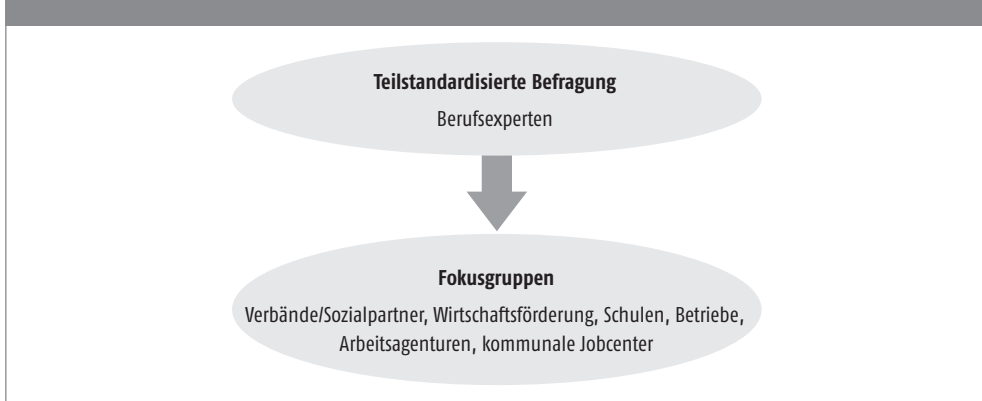 Teilstandardisierte Befragung
Berufsexperten
Fokusgruppen
Verbände/Sozialpartner, Wirtschaftsförderung, Schulen, Betriebe,
Arbeitsagenturen, kommunale Jobcenter